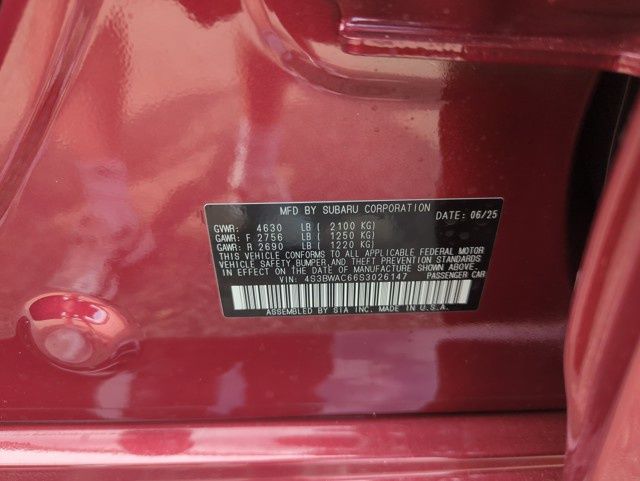 MFD BY SUBARU CORPORATION DATE: 06/25
GVWR: 4630 LB ( 2100 KG)
GAWR: F 2756 LB ( 1250 KG)
GAWR: R 2690 LB ( 1220 KG)
THIS VEHICLE CONFORMS TO ALL APPLICABLE FEDERAL MOTOR
VEHICLE SAFETY,BUMPER,AND THEFT PREVENTION STANDARDS
IN EFFECT ON THE DATE OF MANUFACTURE SHOWN ABOVE.
VIN: 4S3BWAC66S3026147 PASSENGER CAR
ASSEMBLED BY SIA INC. MADE IN U.S.A.